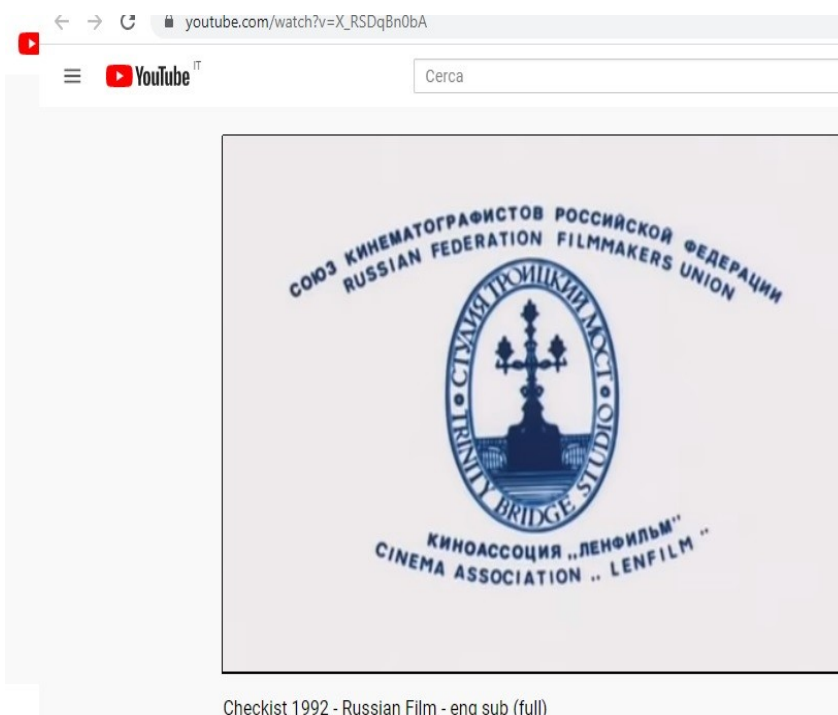 youtube.com/watch?v=X_RSDqBn0bA
YouTube IT
Cerca
СОЮЗ КИНЕМАТОГРАФИСТОВ РОССИЙСКОЙ ФЕДЕРАЦИИ
RUSSIAN FEDERATION FILMMAKERS UNION
СТУДИЯ ТРОИЦКИЙ МОСТ
TRINITY BRIDGE STUDIO
КИНОАССОЦИЯ „ЛЕНФИЛЬМ"
CINEMA ASSOCIATION „ LENFILM „
Checkist 1992 - Russian Film - eng sub (full)